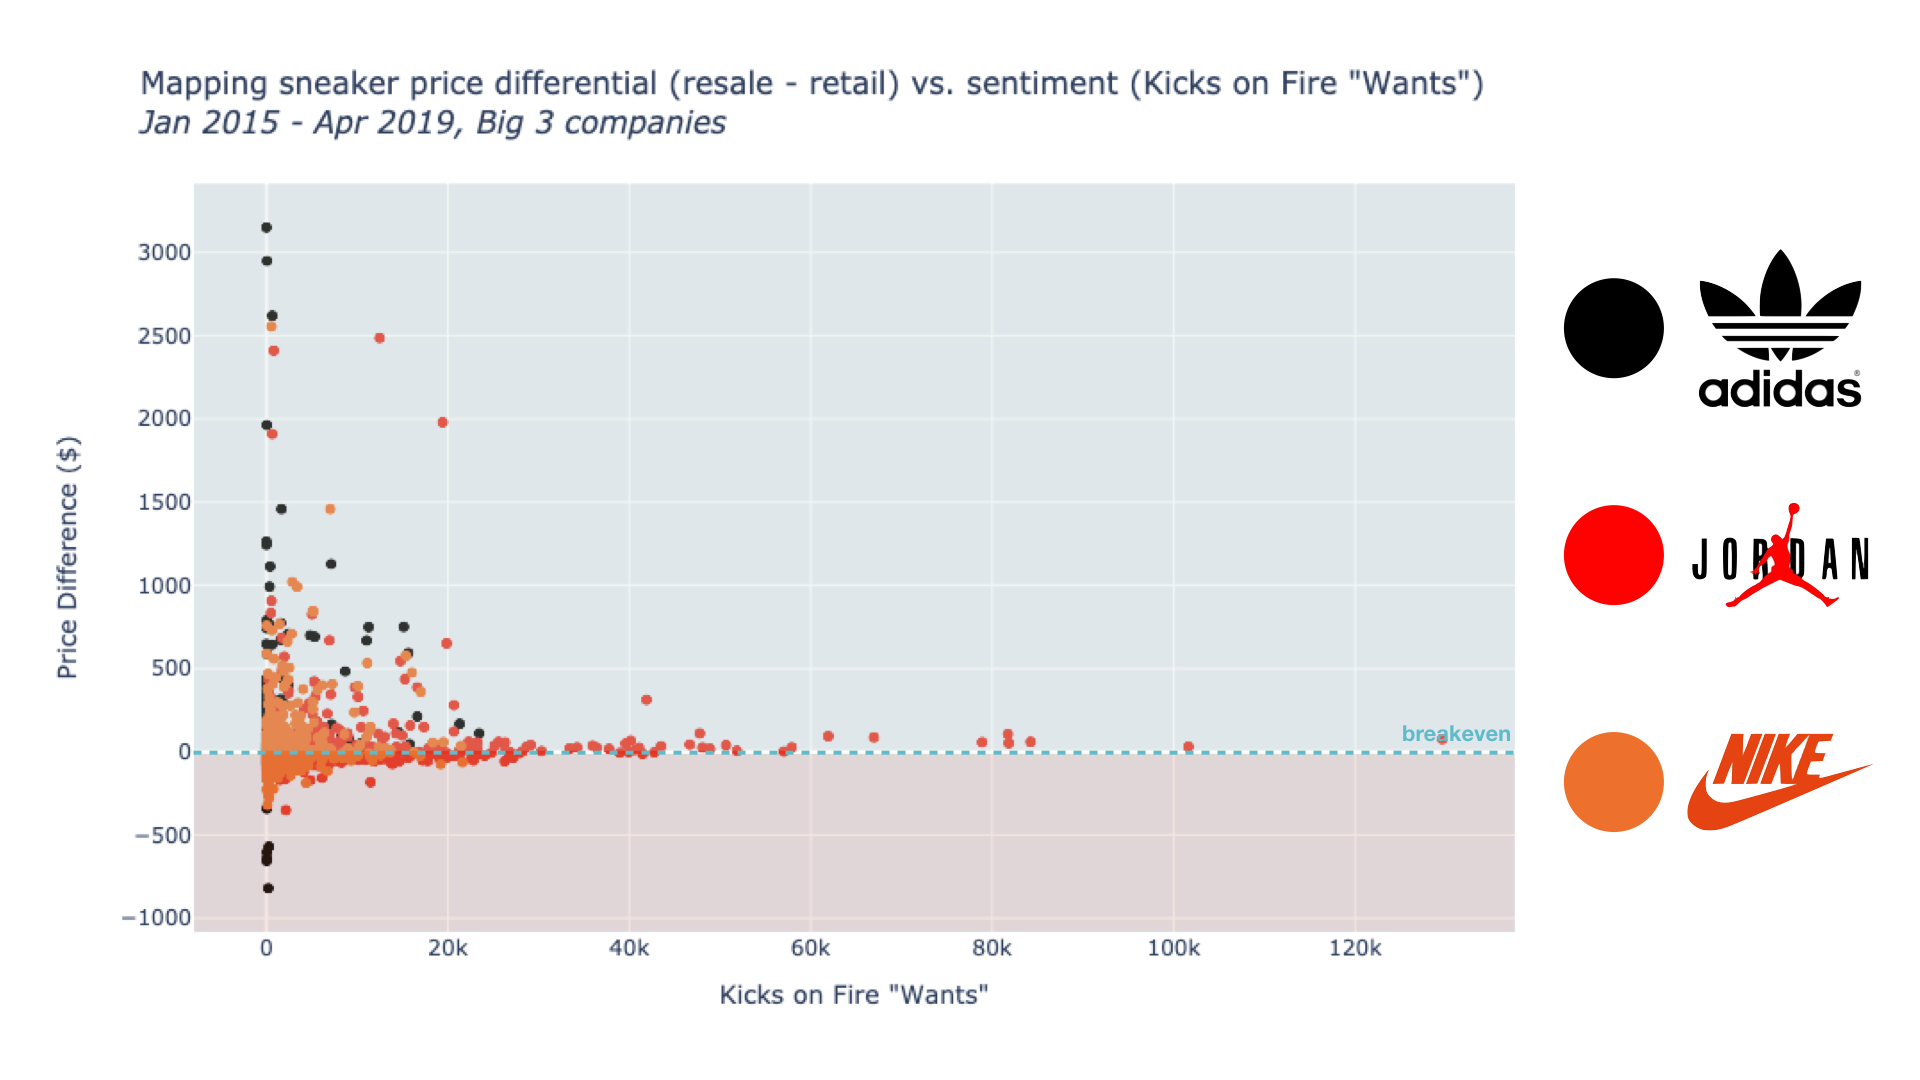 Mapping sneaker price differential (resale - retail) vs. sentiment (Kicks on Fire "Wants")
Jan 2015 - Apr 2019, Big 3 companies
Price Difference ($)
3000
2500
2000
1500
1000
500
0
−500
−1000
breakeven
0 20k 40k 60k 80k 100k 120k
Kicks on Fire "Wants"
adidas®
JORDAN
NIKE